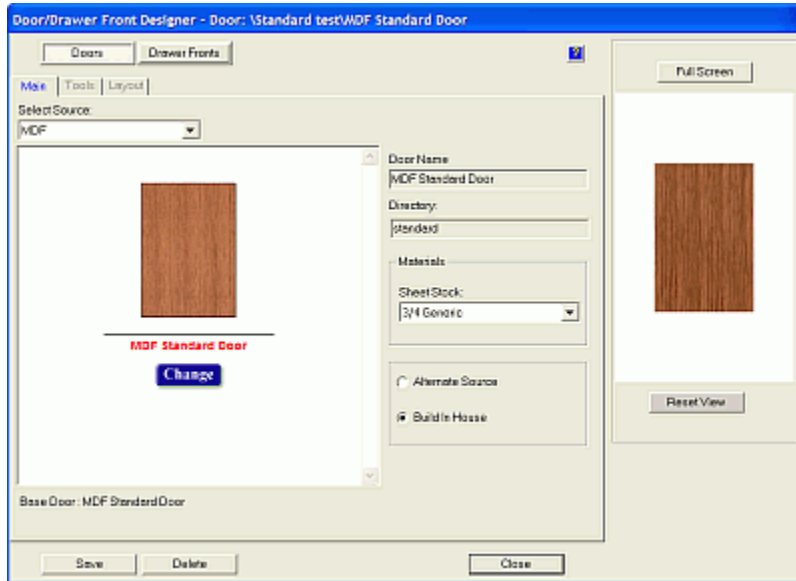 Door/Drawer Front Designer - Door: \Standard test\MDF Standard Door
Doors
Drawer Fronts
?
Full Screen
Main
Tools
Layout
Select Source:
MDF
Door Name
MDF Standard Door
Directory:
standard
Materials
Sheet Stock:
3/4 Generic
MDF Standard Door
Change
Alternate Source
Build In House
Reset View
Base Door: MDF Standard Door
Save
Delete
Close